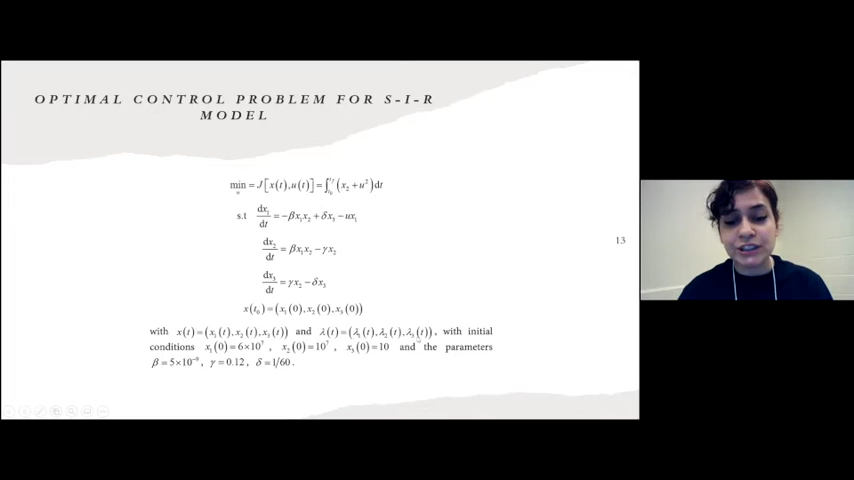 OPTIMAL CONTROL PROBLEM FOR S-I-R
MODEL
min_u = J[x(t),u(t)] = ∫_{t_0}^{t_f} (x_2 + u^2) dt
s.t dx_1/dt = -βx_1x_2 + δx_3 - ux_1
dx_2/dt = βx_1x_2 - γx_2
dx_3/dt = γx_2 - δx_3
x(t_0) = (x_1(0), x_2(0), x_3(0))
with x(t) = (x_1(t), x_2(t), x_3(t)) and λ(t) = (λ_1(t), λ_2(t), λ_3(t)), with initial
conditions x_1(0) = 6×10^7 , x_2(0) = 10^7 , x_3(0) = 10 and the parameters
β = 5×10^{-9} , γ = 0.12 , δ = 1/60 .
13